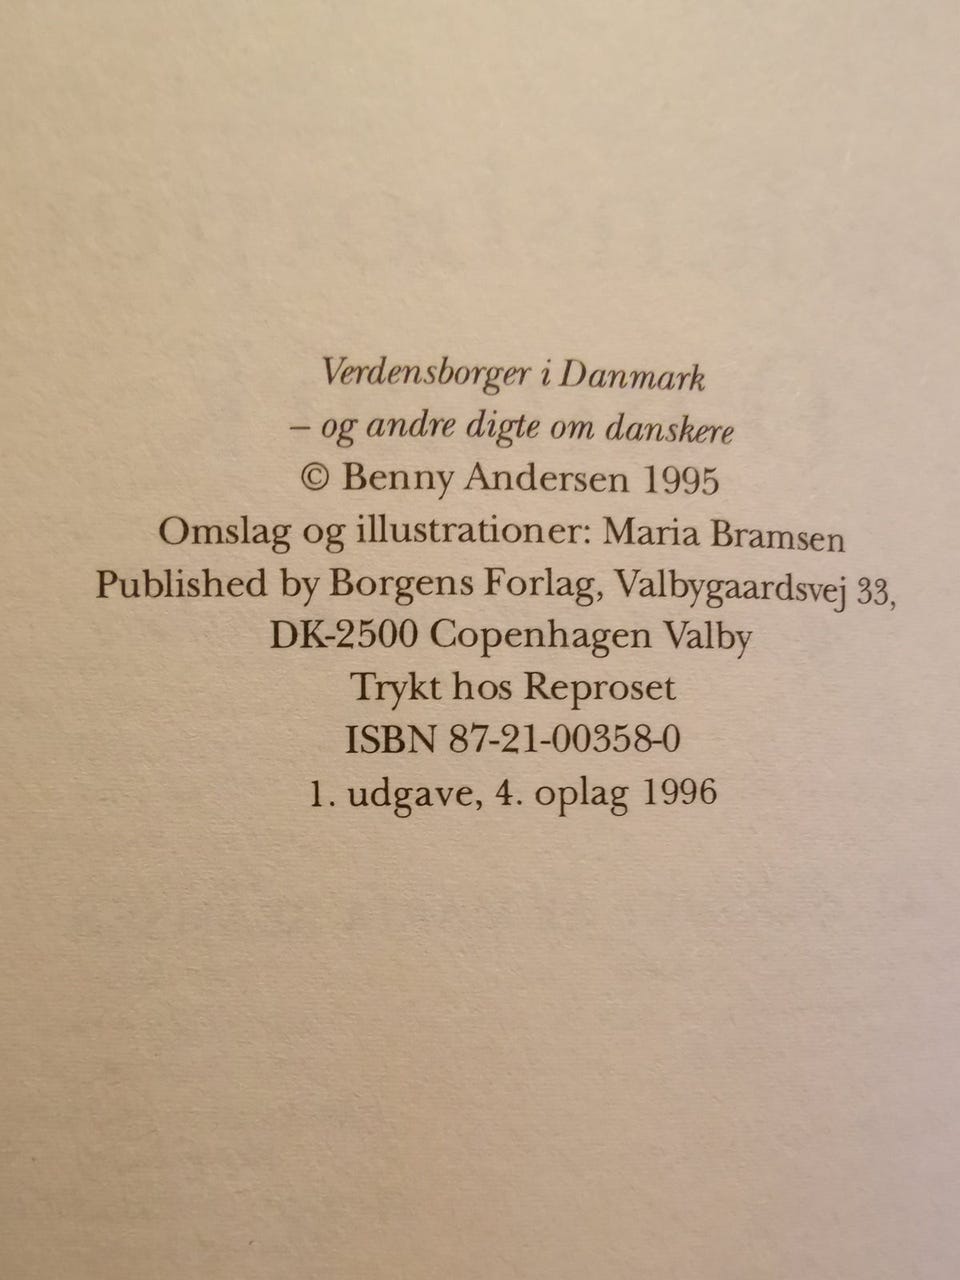 Verdensborger i Danmark
– og andre digte om danskere
© Benny Andersen 1995
Omslag og illustrationer: Maria Bramsen
Published by Borgens Forlag, Valbygaardsvej 33,
DK-2500 Copenhagen Valby
Trykt hos Reproset
ISBN 87-21-00358-0
1. udgave, 4. oplag 1996